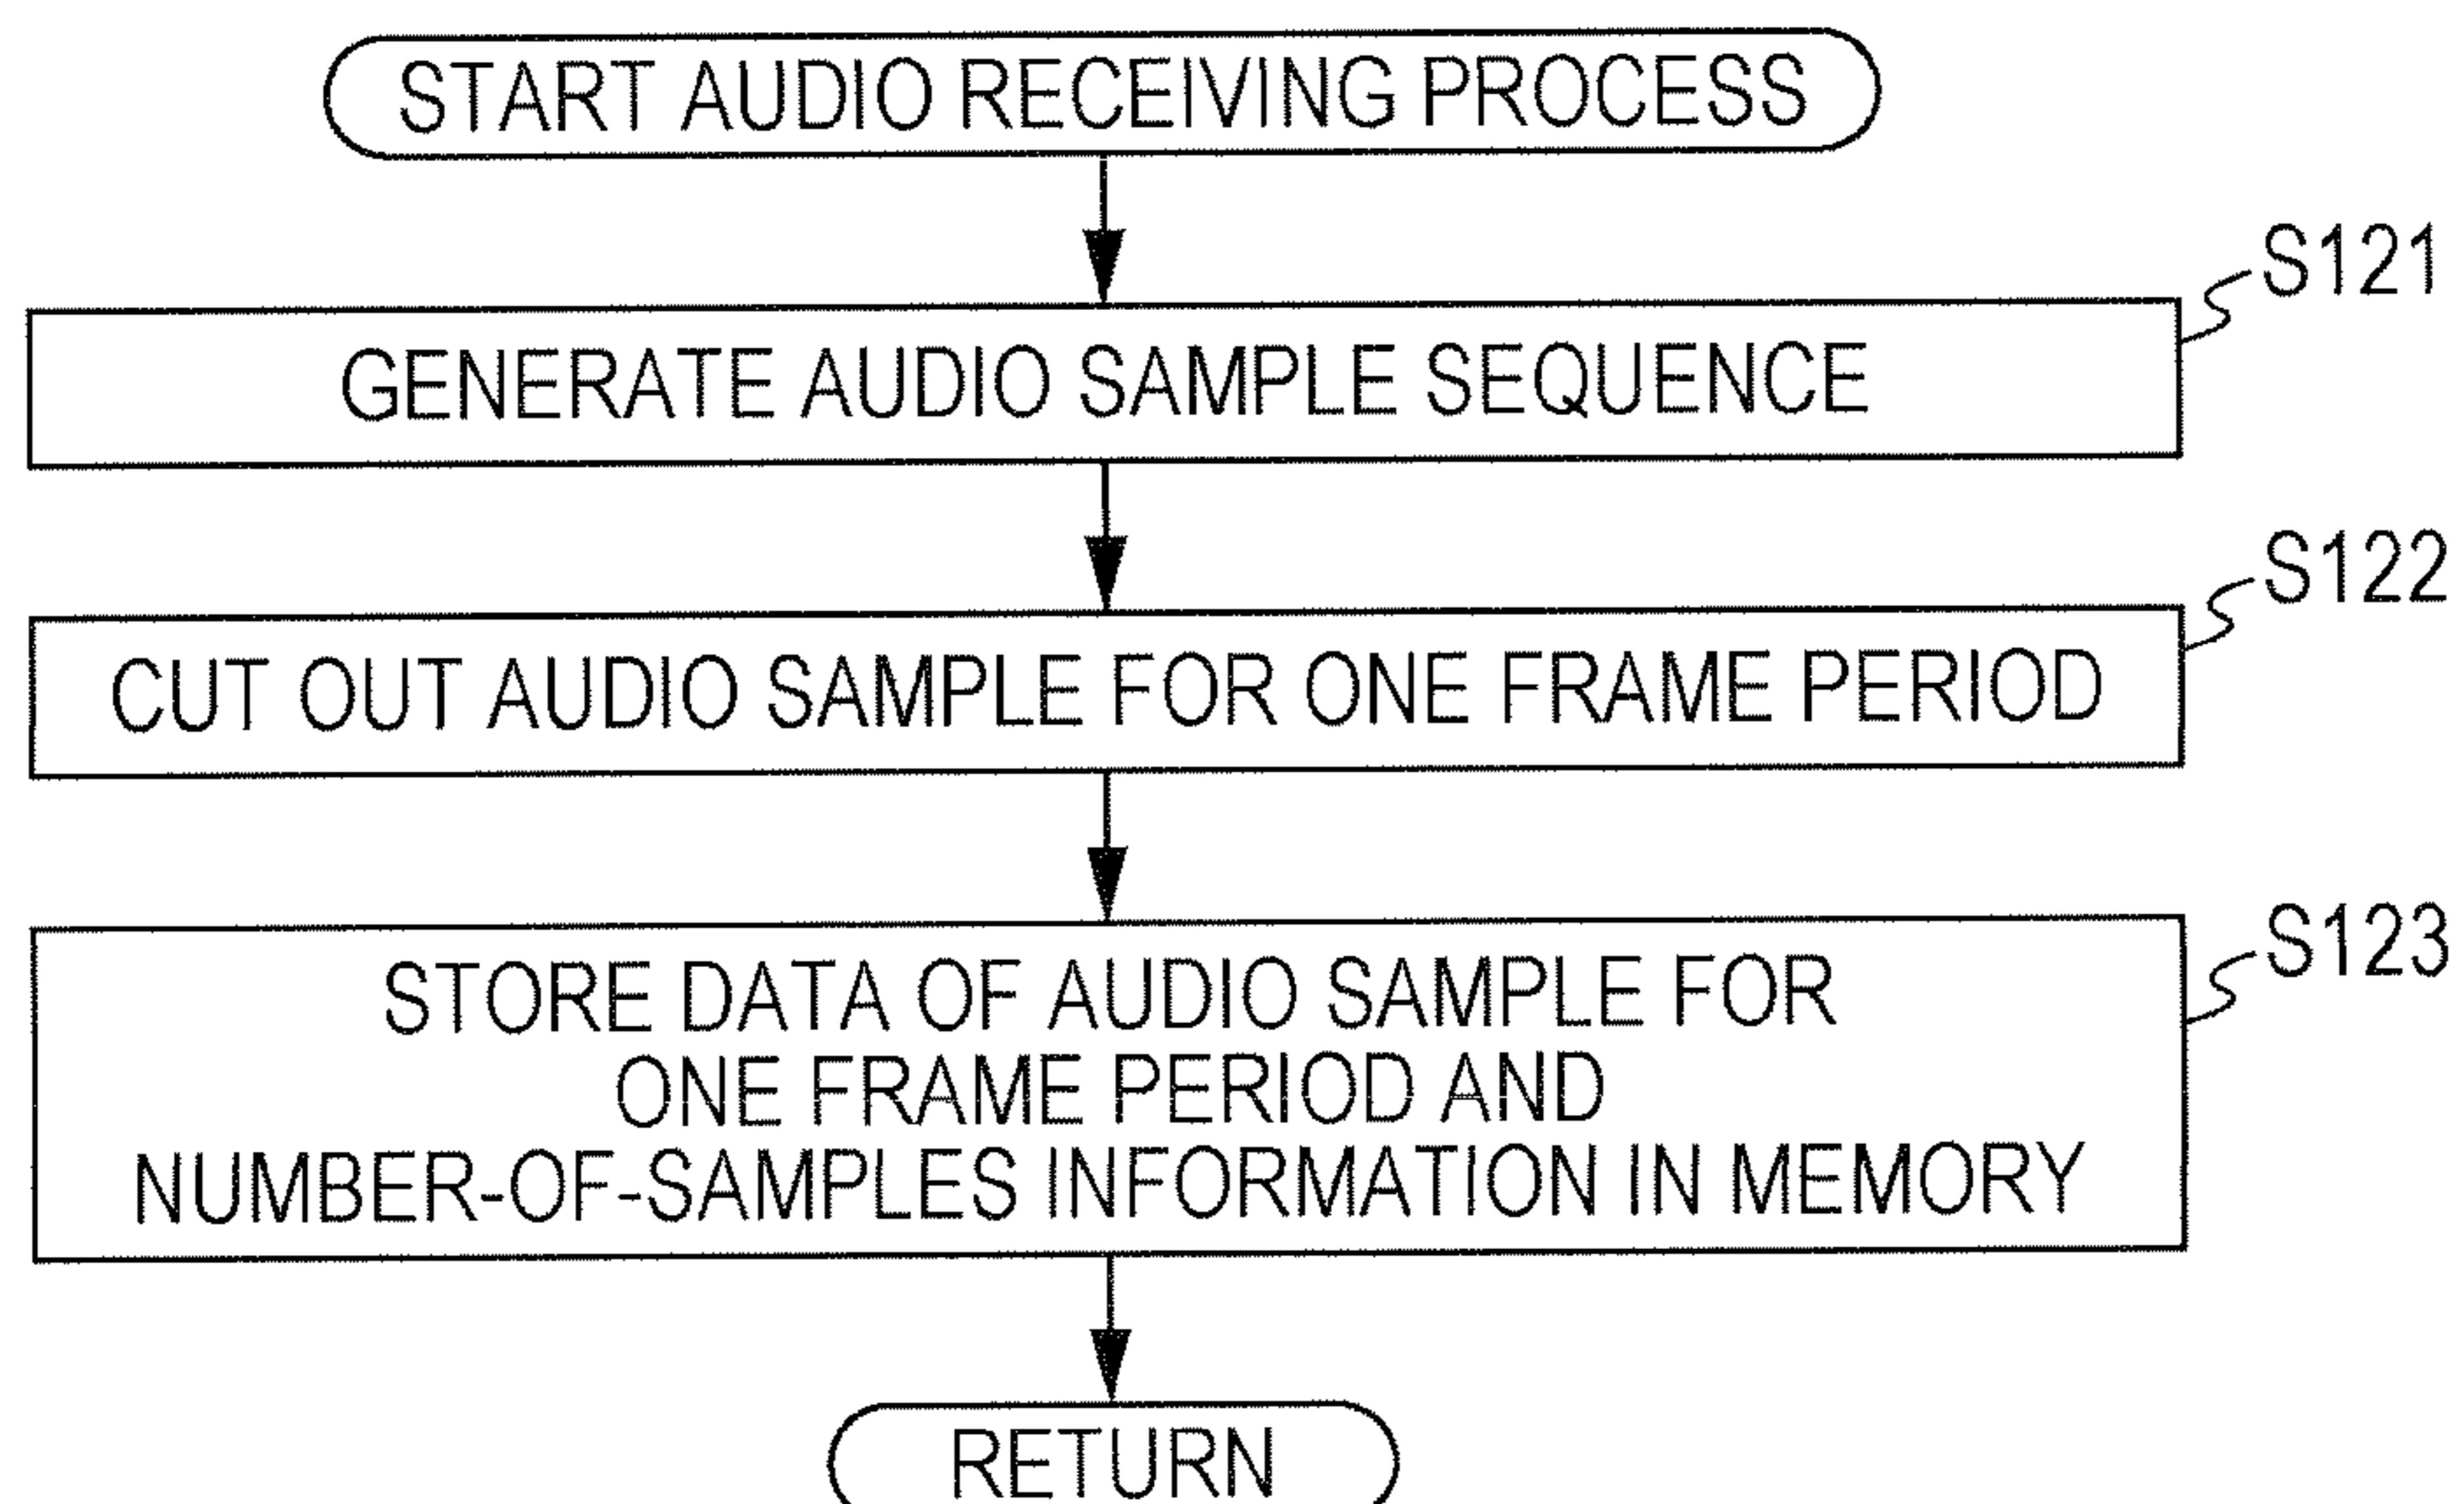 START AUDIO RECEIVING PROCESS
S121
GENERATE AUDIO SAMPLE SEQUENCE
S122
CUT OUT AUDIO SAMPLE FOR ONE FRAME PERIOD
S123
STORE DATA OF AUDIO SAMPLE FOR
ONE FRAME PERIOD AND
NUMBER-OF-SAMPLES INFORMATION IN MEMORY
RETURN